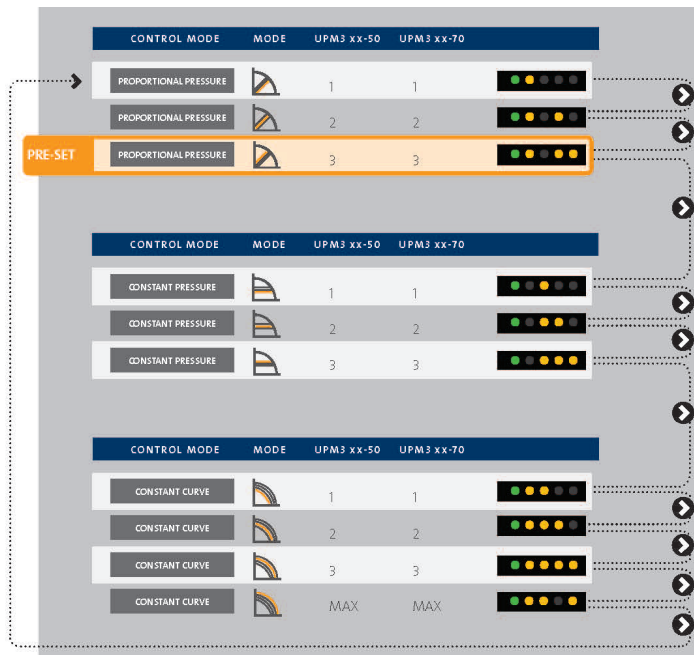 CONTROL MODE MODE UPM3 xx-50 UPM3 xx-70
PROPORTIONAL PRESSURE 1 1
PROPORTIONAL PRESSURE 2 2
PRE-SET PROPORTIONAL PRESSURE 3 3
CONTROL MODE MODE UPM3 xx-50 UPM3 xx-70
CONSTANT PRESSURE 1 1
CONSTANT PRESSURE 2 2
CONSTANT PRESSURE 3 3
CONTROL MODE MODE UPM3 xx-50 UPM3 xx-70
CONSTANT CURVE 1 1
CONSTANT CURVE 2 2
CONSTANT CURVE 3 3
CONSTANT CURVE MAX MAX